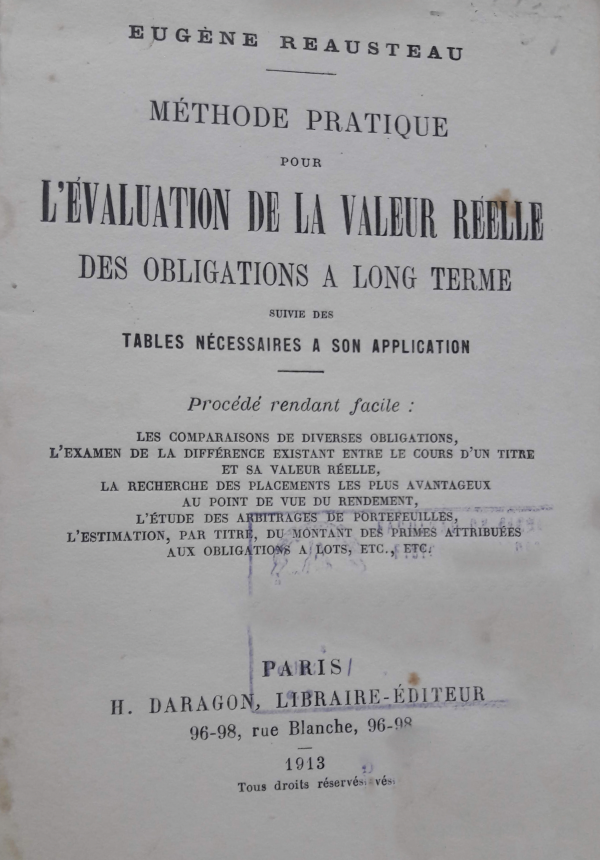 EUGÈNE REAUSTEAU
MÉTHODE PRATIQUE
POUR
L'ÉVALUATION DE LA VALEUR RÉELLE
DES OBLIGATIONS A LONG TERME
SUIVIE DES
TABLES NÉCESSAIRES A SON APPLICATION
Procédé rendant facile :
LES COMPARAISONS DE DIVERSES OBLIGATIONS,
L'EXAMEN DE LA DIFFÉRENCE EXISTANT ENTRE LE COURS D'UN TITRE
ET SA VALEUR RÉELLE,
LA RECHERCHE DES PLACEMENTS LES PLUS AVANTAGEUX
AU POINT DE VUE DU RENDEMENT,
L'ÉTUDE DES ARBITRAGES DE PORTEFEUILLES,
L'ESTIMATION, PAR TITRE, DU MONTANT DES PRIMES ATTRIBUÉES
AUX OBLIGATIONS A LOTS, ETC., ETC.
PARIS
H. DARAGON, LIBRAIRE-ÉDITEUR
96-98, rue Blanche, 96-98
1913
Tous droits réservés